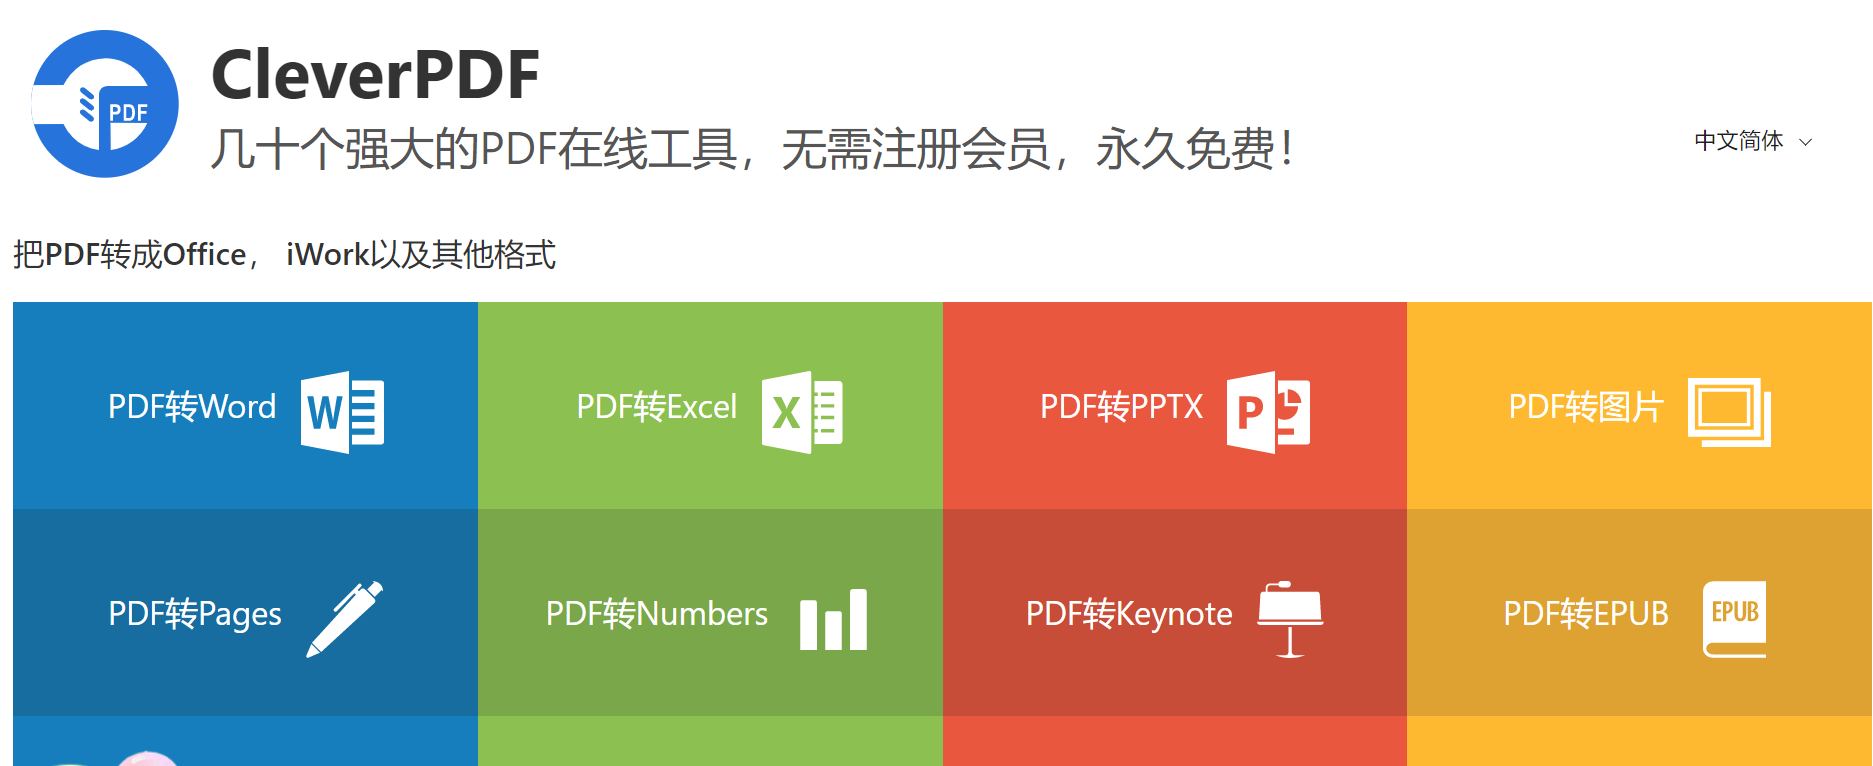 PDF
CleverPDF
几十个强大的PDF在线工具，无需注册会员，永久免费！
中文简体
把PDF转成Office， iWork以及其他格式
PDF转Word
W
PDF转Excel
X
PDF转PPTX
P
PDF转图片
PDF转Pages
PDF转Numbers
PDF转Keynote
PDF转EPUB
EPUB